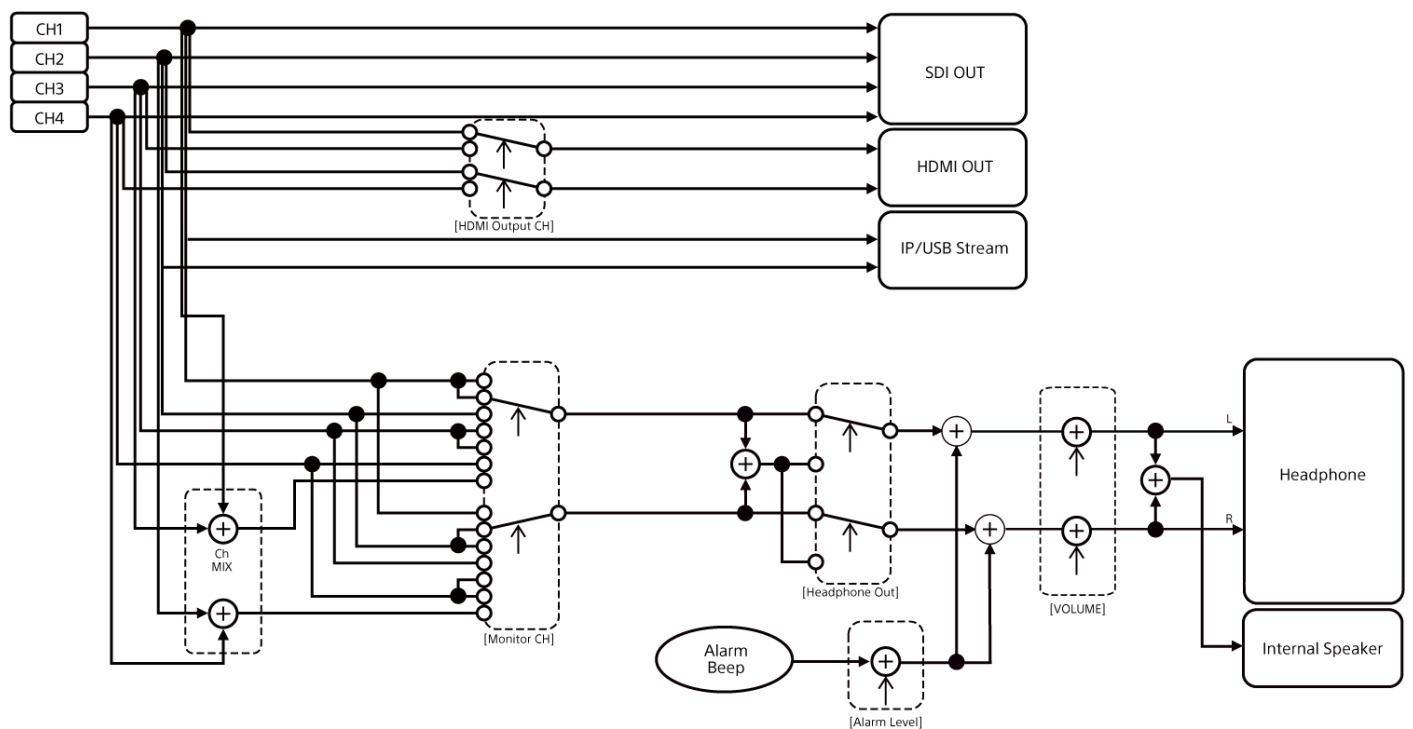 CH1
CH2
CH3
CH4
SDI OUT
HDMI OUT
[HDMI Output CH]
IP/USB Stream
L
R
Headphone
Ch
MIX
[Monitor CH]
[Headphone Out]
[VOLUME]
Alarm
Beep
[Alarm Level]
Internal Speaker